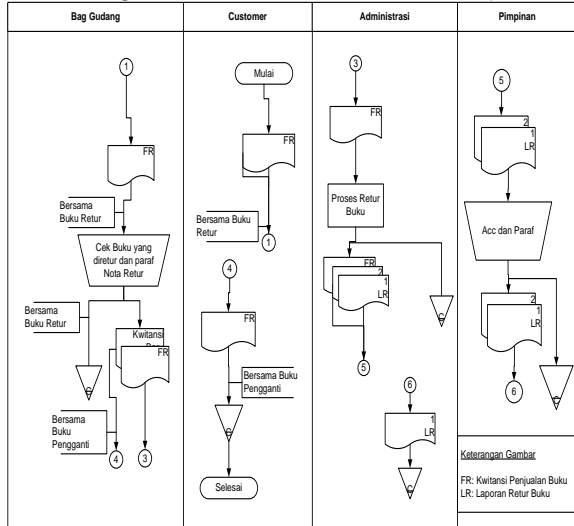 Bag Gudang
Customer
Administrasi
Pimpinan
1
FR
Bersama
Buku Retur
Cek Buku yang
diretur dan paraf
Nota Retur
Bersama
Buku Retur
Kwitansi
FR
C
Bersama
Buku
Pengganti
4
3
Mulai
FR
Bersama Buku
Retur
1
4
FR
Bersama Buku
Pengganti
C
Selesai
3
FR
Proses Retur
Buku
FR
2
1
LR
C
5
6
1
LR
C
5
2
1
LR
Acc dan Paraf
2
1
LR
6
C
Keterangan Gambar
FR: Kwitansi Penjualan Buku
LR: Laporan Retur Buku